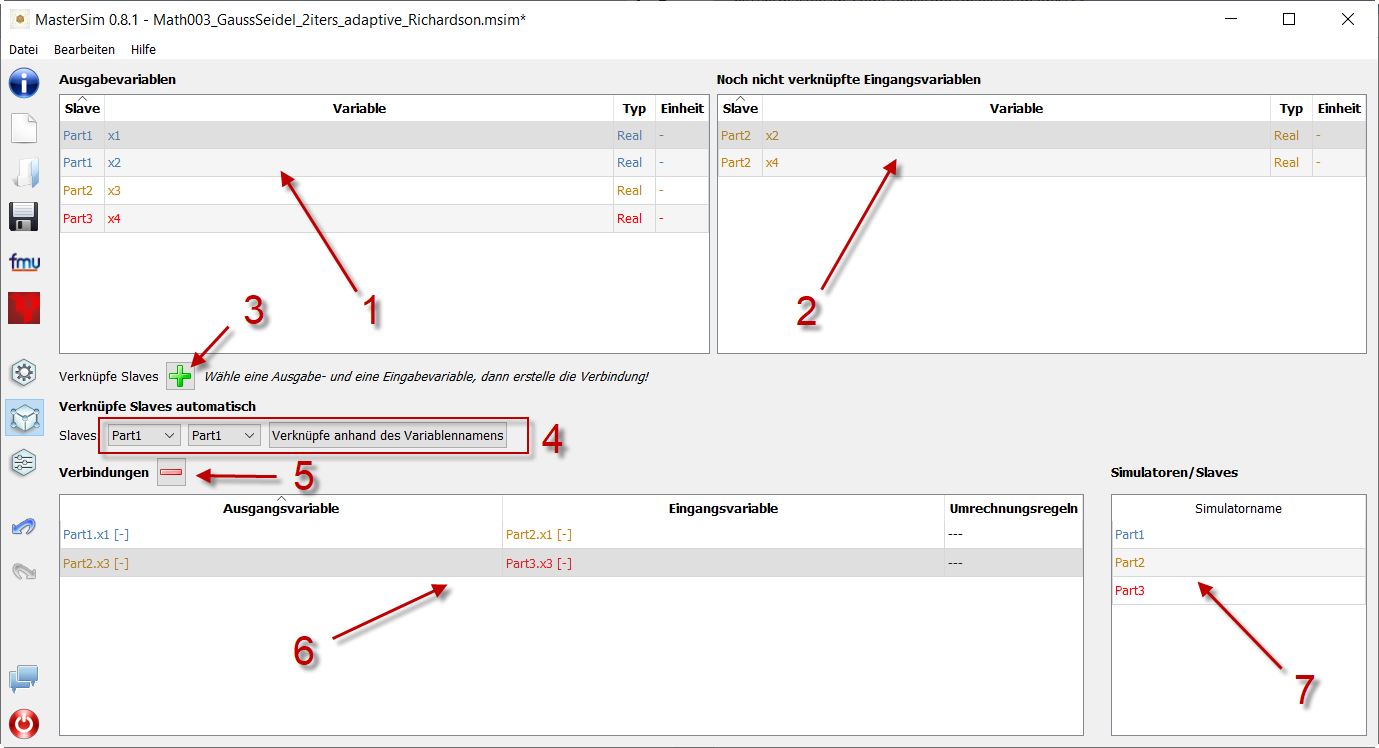 MasterSim 0.8.1 - Math003_GaussSeidel_2iters_adaptive_Richardson.msim*
Datei Bearbeiten Hilfe
Ausgabevariablen
Slave Variable Typ Einheit
Part1 x1 Real -
Part1 x2 Real -
Part2 x3 Real -
Part3 x4 Real -
1
Noch nicht verknüpfte Eingangsvariablen
Slave Variable Typ Einheit
Part2 x2 Real -
Part2 x4 Real -
2
fmu
3
Verknüpfe Slaves Wähle eine Ausgabe- und eine Eingabevariable, dann erstelle die Verbindung!
Verknüpfe Slaves automatisch
Slaves Part1 Part1 Verknüpfe anhand des Variablennamens 4
Verbindungen 5
Ausgangsvariable Eingangsvariable Umrechnungsregeln
Part1.x1 [-] Part2.x1 [-] ---
Part2.x3 [-] Part3.x3 [-] ---
6
Simulatoren/Slaves
Simulatorname
Part1
Part2
Part3
7